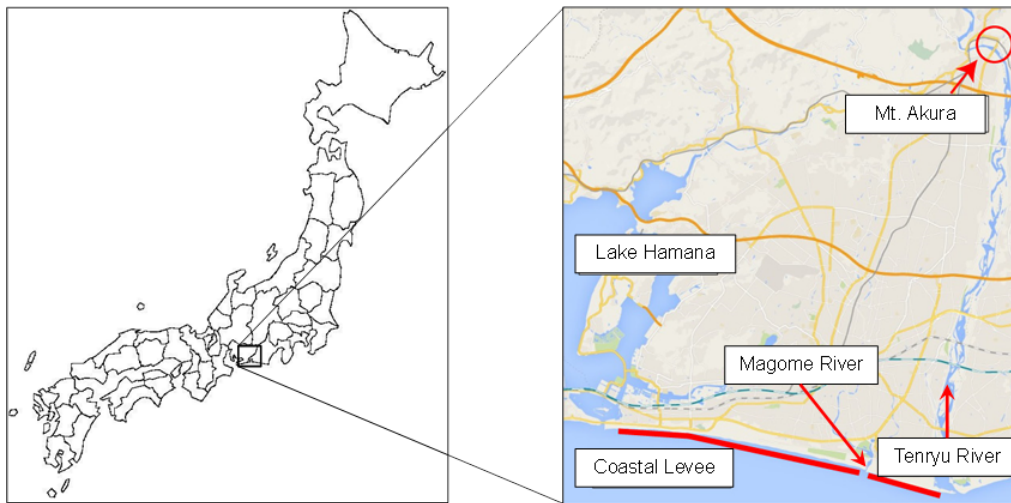 Mt. Akura
Lake Hamana
Magome River
Coastal Levee
Tenryu River